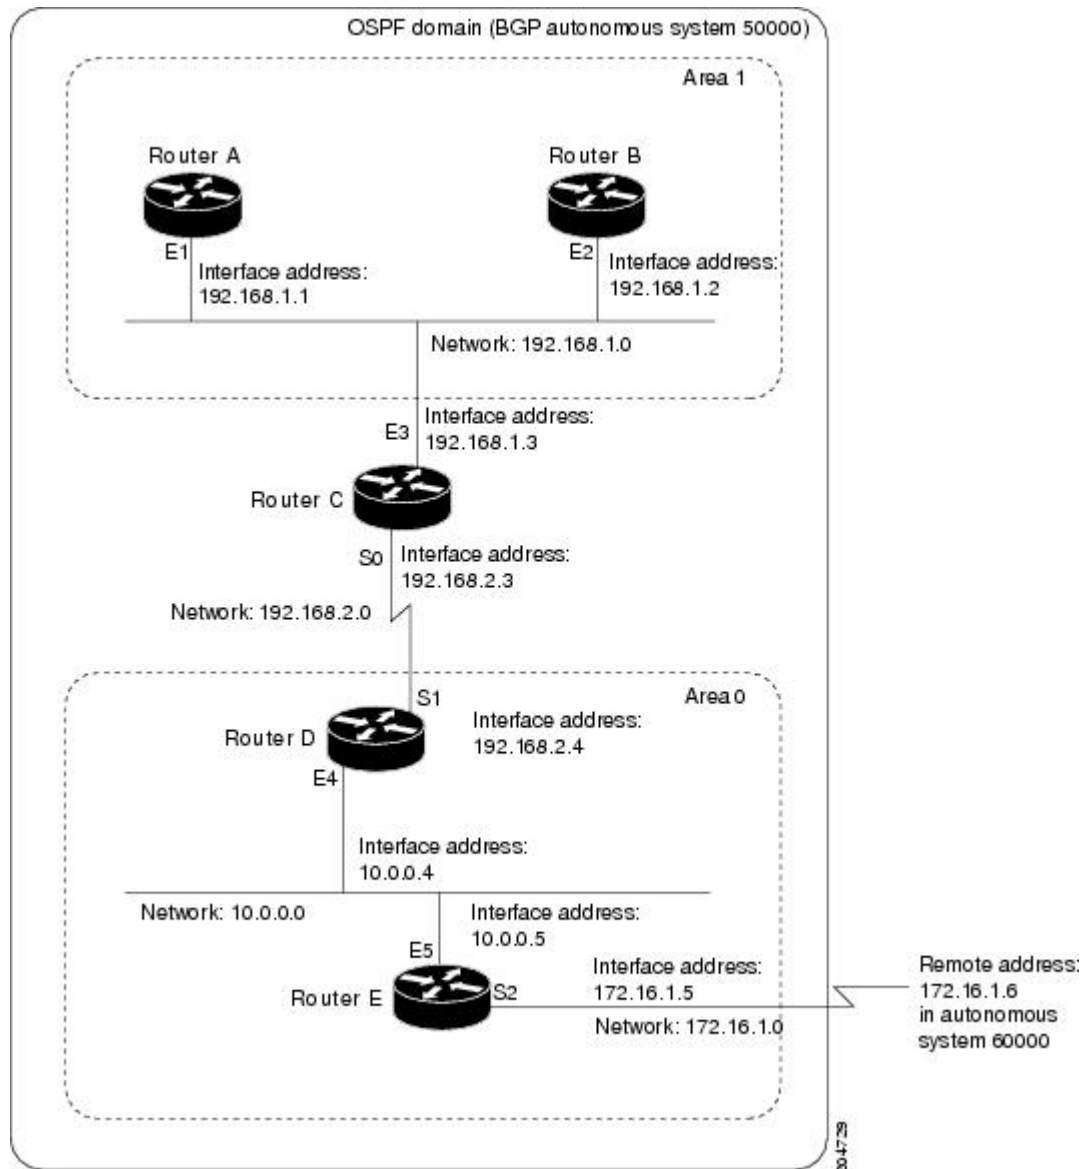 OSPF domain (BGP autonomous system 50000)
Area 1
Router A
Router B
E1
Interface address:
192.168.1.1
E2
Interface address:
192.168.1.2
Network: 192.168.1.0
E3
Interface address:
192.168.1.3
Router C
S0
Interface address:
192.168.2.3
Network: 192.168.2.0
Area 0
S1
Router D
Interface address:
192.168.2.4
E4
Interface address:
10.0.0.4
Network: 10.0.0.0
Interface address:
10.0.0.5
E5
Router E
S2
Interface address:
172.16.1.5
Network: 172.16.1.0
Remote address:
172.16.1.6
in autonomous
system 60000
204729